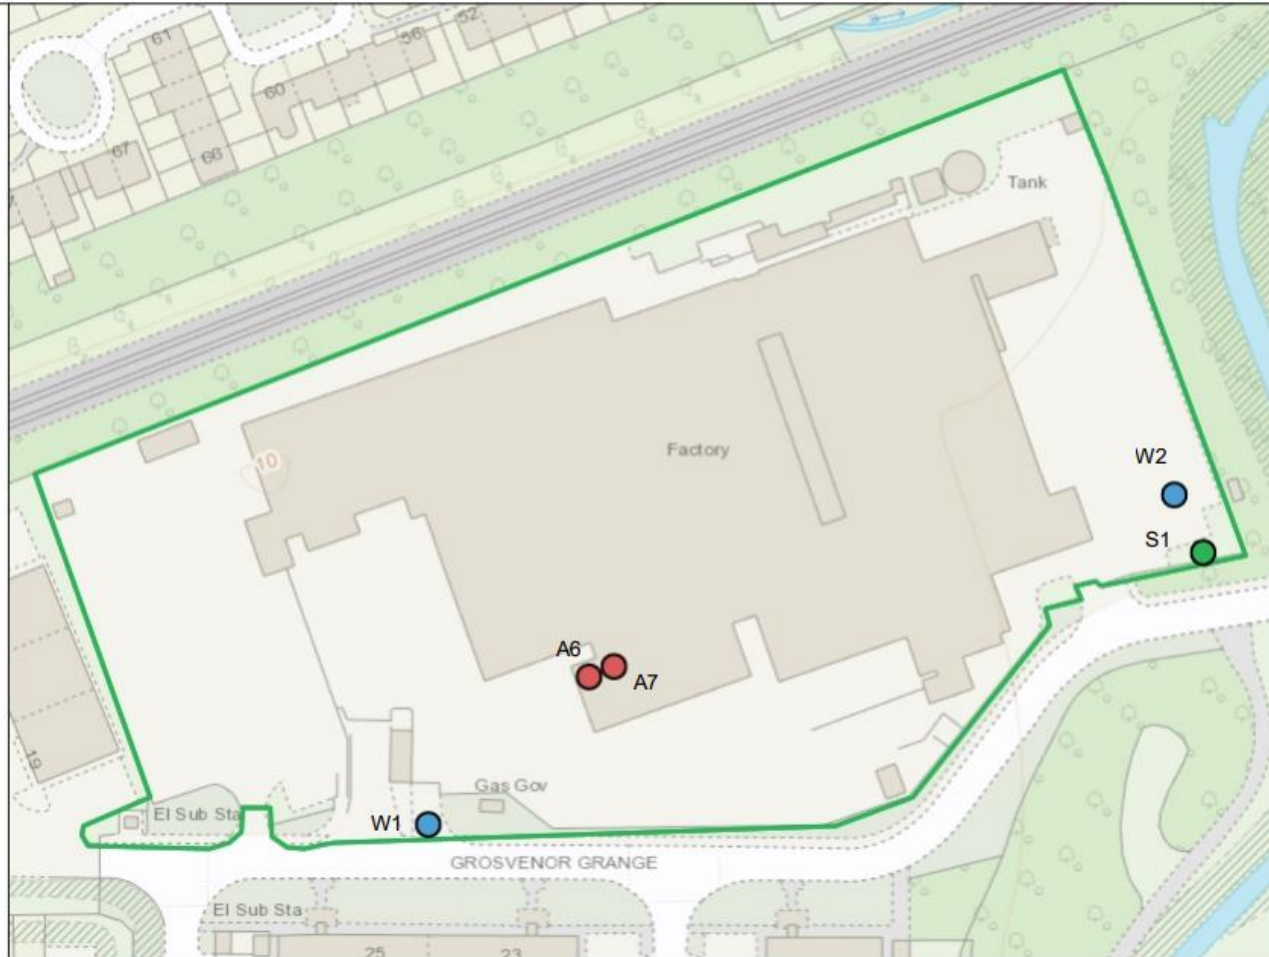 61
52
56
60
67
66
Tank
10
Factory
W2
S1
A6
A7
19
El Sub Sta
Gas Gov
W1
GROSVENOR GRANGE
El Sub Sta
25
23